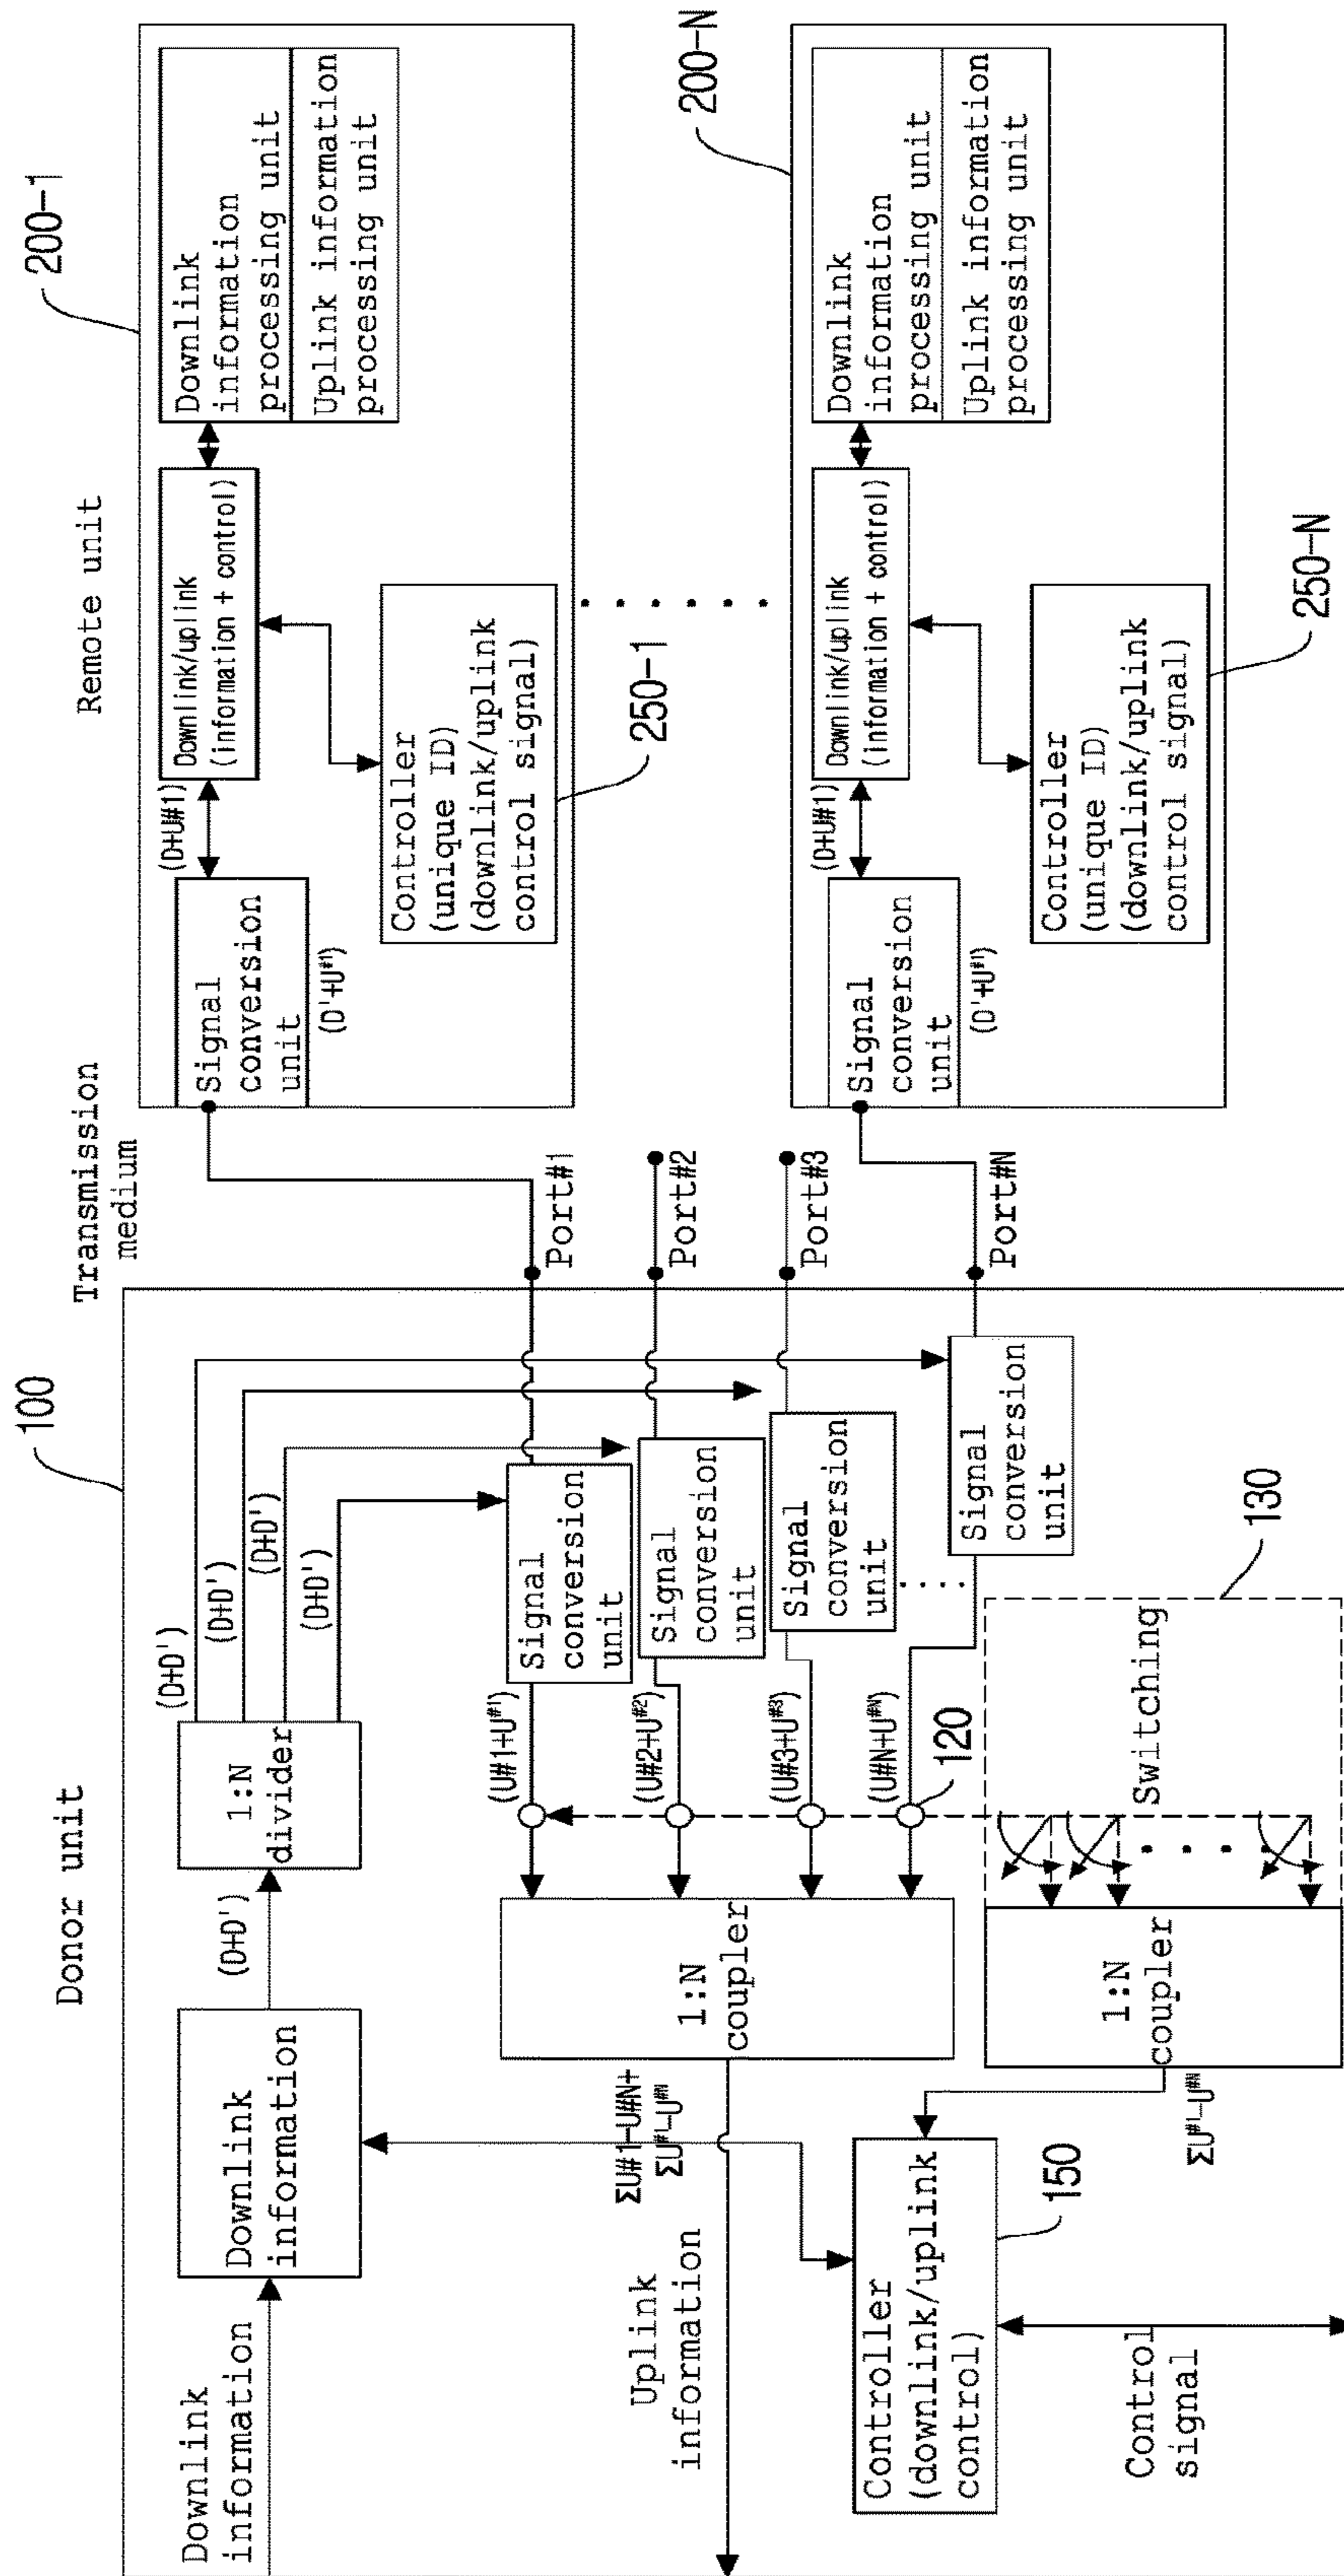 Donor unit
100
Transmission
medium
Remote unit
200-1
Downlink
information
Downlink
information
(D+D')
1:N
divider
(D+D')
(D+D')
(D+D')
(D+D')
Signal
conversion
unit
(D'+U#1)
(D+U#1)
Downlink/uplink
(information + control)
Downlink
information
processing unit
Uplink information
processing unit
Controller
(unique ID)
(downlink/uplink
control signal)
250-1
Uplink
information
ΣU#1-U#N+
ΣU#1-U#N
1:N
coupler
(U#1+U#1)
(U#2+U#2)
(U#3+U#3)
(U#N+U#N)
120
Signal
conversion
unit
Signal
conversion
unit
Signal
conversion
unit
Signal
conversion
unit
Port#1
Port#2
Port#3
Port#N
200-N
Signal
conversion
unit
(D'+U#1)
(D+U#1)
Downlink/uplink
(information + control)
Downlink
information
processing unit
Uplink information
processing unit
Controller
(unique ID)
(downlink/uplink
control signal)
250-N
Controller
(downlink/uplink
control)
150
Control
signal
ΣU#1-U#N
1:N
coupler
Switching
130